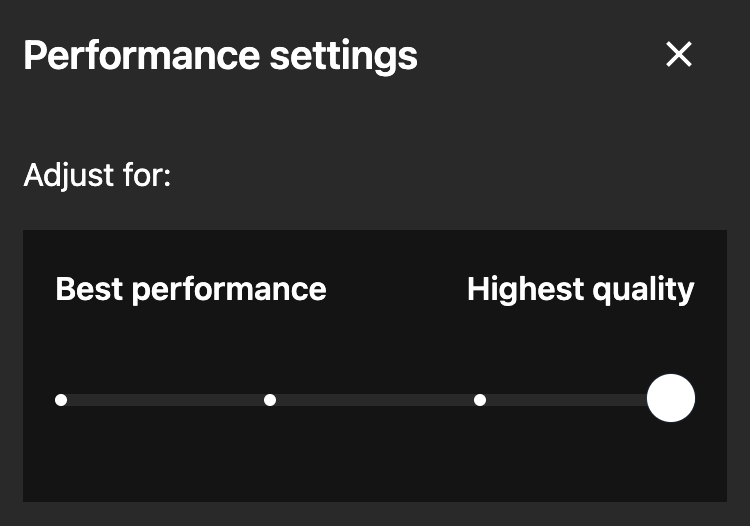 Performance settings
Adjust for:
Best performance
Highest quality